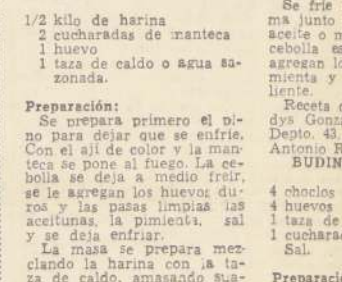 1/2 kilo de harina
2 cucharadas de manteca
1 huevo
1 taza de caldo o agua sa-
zonada.
Preparación:
Se prepara primero el pi-
no para dejar que se enfríe.
Con el ají de color y la man-
teca se pone al fuego. La ce-
bolla se deja a medio freir,
se le agregan los huevos du-
ros y las pasas limpias las
aceitunas, la pimienta, sal
y se deja enfriar.
La masa se prepara mez-
clando la harina con la ta-
za de caldo, amasando sua-
Se fríe
ma junto
aceite o m
cebolla es
agregan lo
mienta y
liente.
Receta d
dys Gonz
Depto. 43,
Antonio R
BUDIN
4 choclos
4 huevos
1 taza de
1 cuchara
Sal.
Preparació